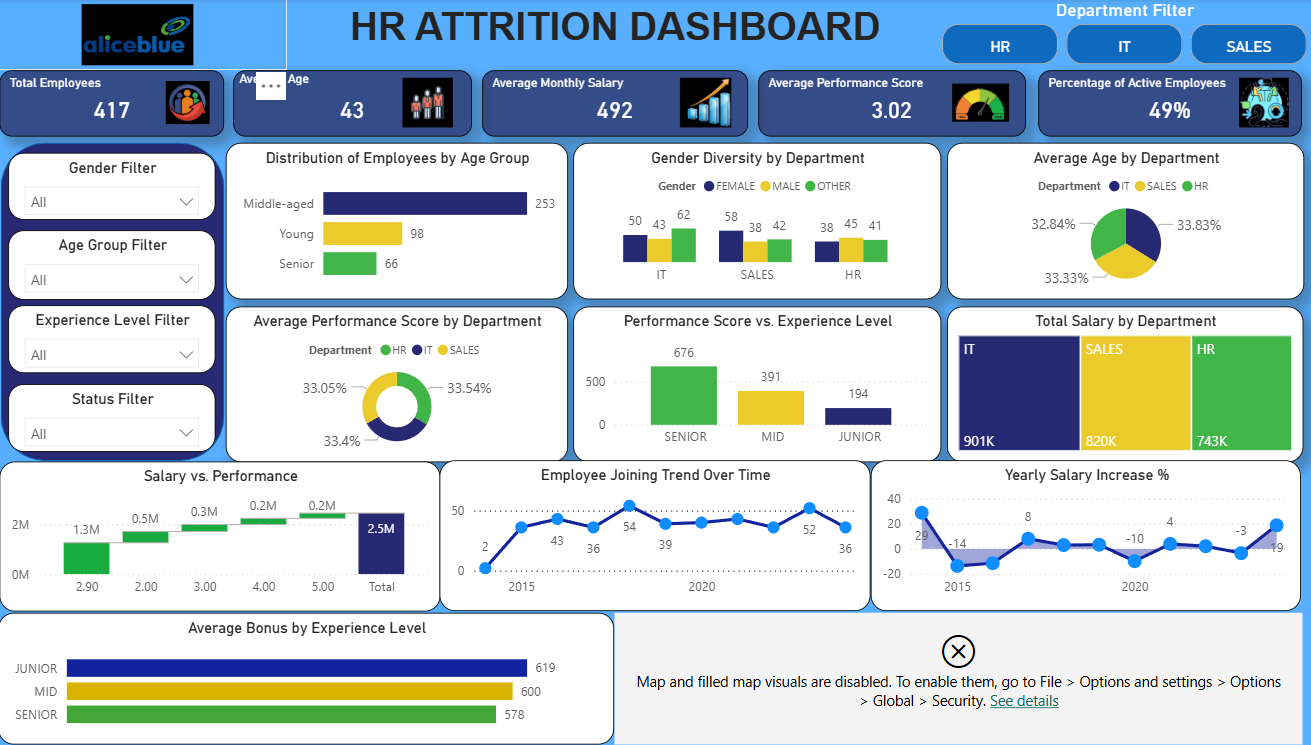 aliceblue
HR ATTRITION DASHBOARD
Department Filter
HR
IT
SALES
Total Employees
417
Ave
Age
43
Average Monthly Salary
492
Average Performance Score
3.02
Percentage of Active Employees
49%
Gender Filter
All
Age Group Filter
All
Experience Level Filter
All
Status Filter
All
Distribution of Employees by Age Group
Middle-aged 253
Young 98
Senior 66
Gender Diversity by Department
Gender FEMALE MALE OTHER
50 43 62 58 38 42 38 45 41
IT SALES HR
Average Age by Department
Department IT SALES HR
32.84% 33.83%
33.33%
Average Performance Score by Department
Department HR IT SALES
33.05% 33.54%
33.4%
Performance Score vs. Experience Level
676
391
194
500
0
SENIOR MID JUNIOR
Total Salary by Department
IT SALES HR
901K 820K 743K
Salary vs. Performance
1.3M 0.5M 0.3M 0.2M 0.2M 2.5M
2M
0M
2.90 2.00 3.00 4.00 5.00 Total
Employee Joining Trend Over Time
50
0
2 43 36 54 39 52 36
2015 2020
Yearly Salary Increase %
40
20
0
-20
29 -14 8 -10 4 -3 19
2015 2020
Average Bonus by Experience Level
JUNIOR 619
MID 600
SENIOR 578
Map and filled map visuals are disabled. To enable them, go to File > Options and settings > Options
> Global > Security. See details